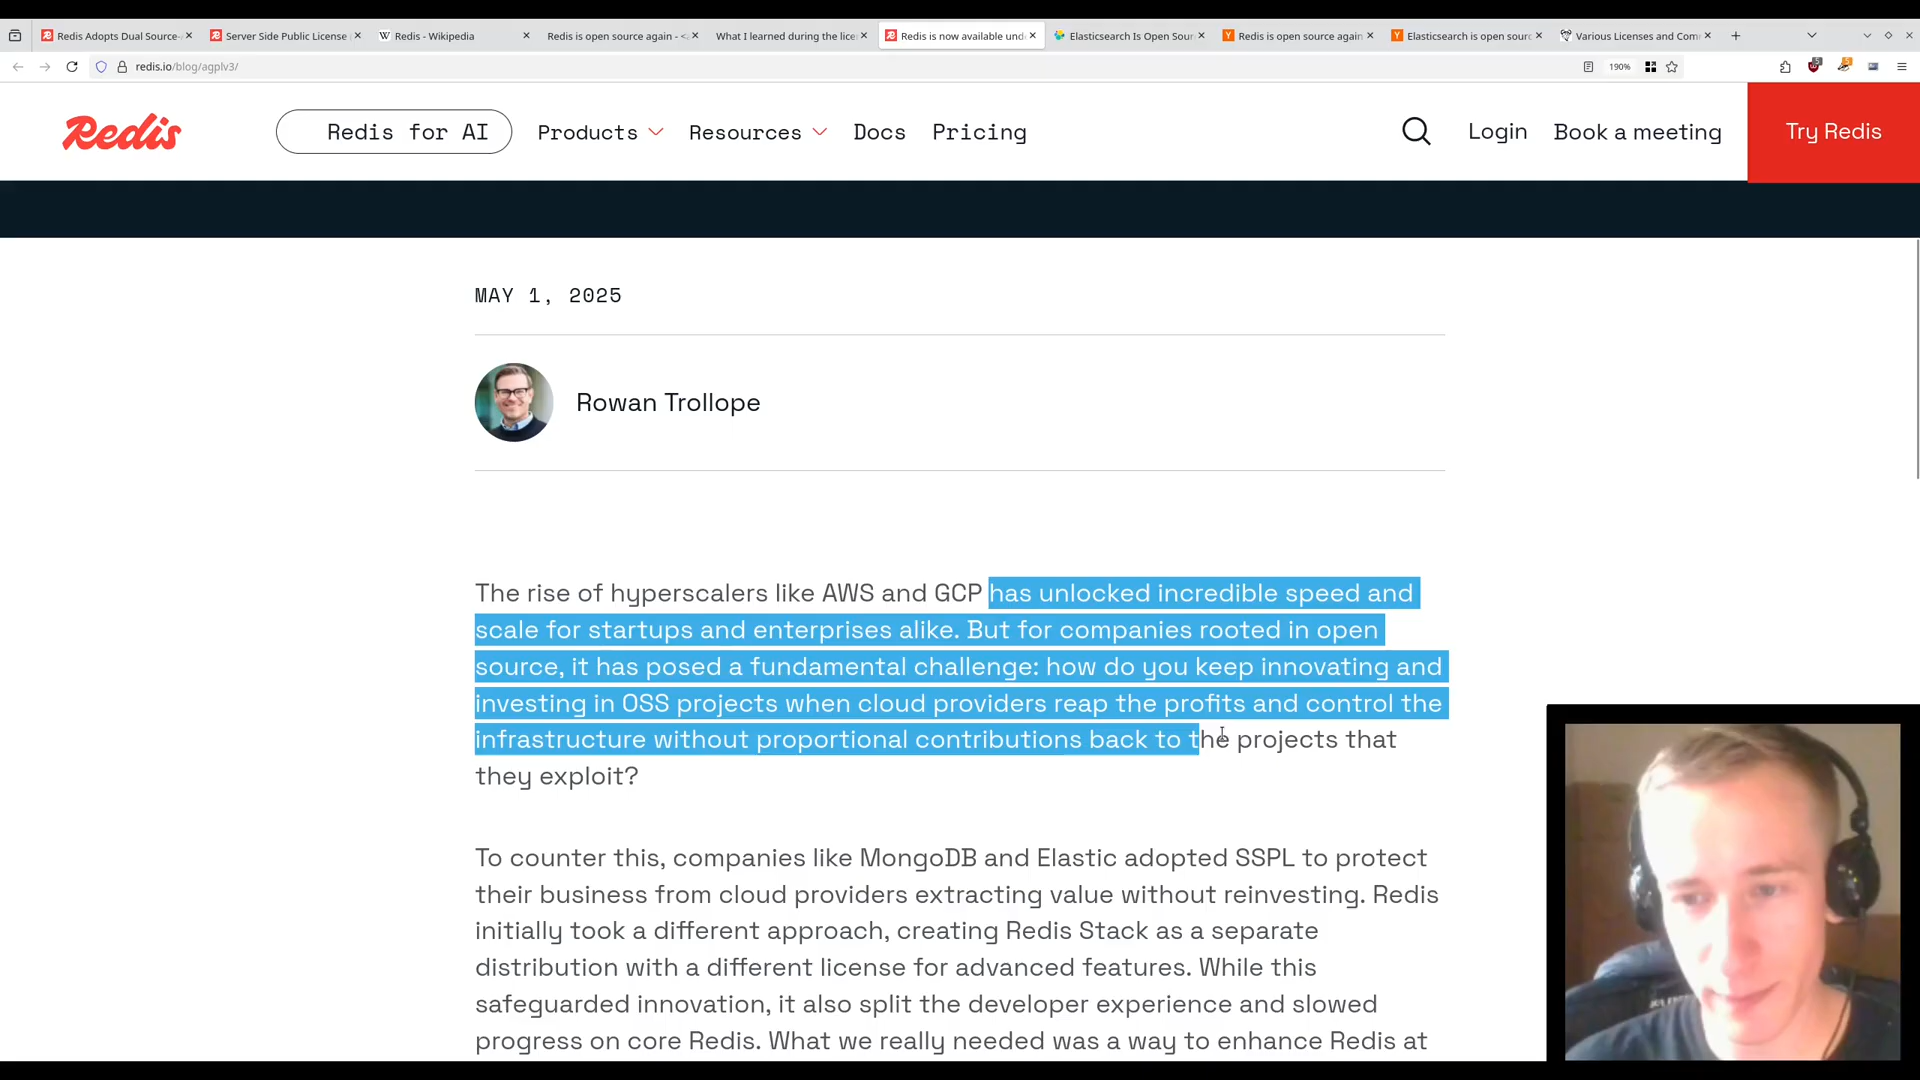 Redis Adopts Dual Source-
Server Side Public License
Redis - Wikipedia
Redis is open source again - <
What I learned during the lice
Redis is now available und
Elasticsearch Is Open Sour
Redis is open source again
Elasticsearch is open sourc
Various Licenses and Com
redis.io/blog/agplv3/
190%
Redis
Redis for AI
Products
Resources
Docs
Pricing
Login
Book a meeting
Try Redis
MAY 1, 2025
Rowan Trollope
The rise of hyperscalers like AWS and GCP has unlocked incredible speed and
scale for startups and enterprises alike. But for companies rooted in open
source, it has posed a fundamental challenge: how do you keep innovating and
investing in OSS projects when cloud providers reap the profits and control the
infrastructure without proportional contributions back to the projects that
they exploit?
To counter this, companies like MongoDB and Elastic adopted SSPL to protect
their business from cloud providers extracting value without reinvesting. Redis
initially took a different approach, creating Redis Stack as a separate
distribution with a different license for advanced features. While this
safeguarded innovation, it also split the developer experience and slowed
progress on core Redis. What we really needed was a way to enhance Redis at